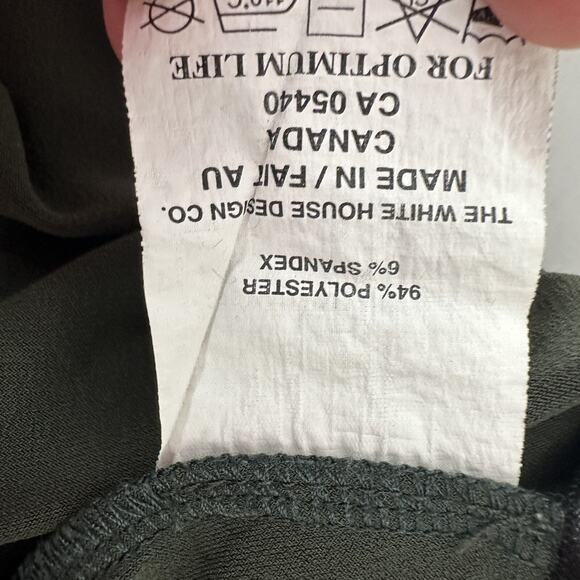 94% POLYESTER
6% SPANDEX
THE WHITE HOUSE DESIGN CO.
MADE IN / FAIT AU
CANADA
CA 05440
FOR OPTIMUM LIFE
110°C